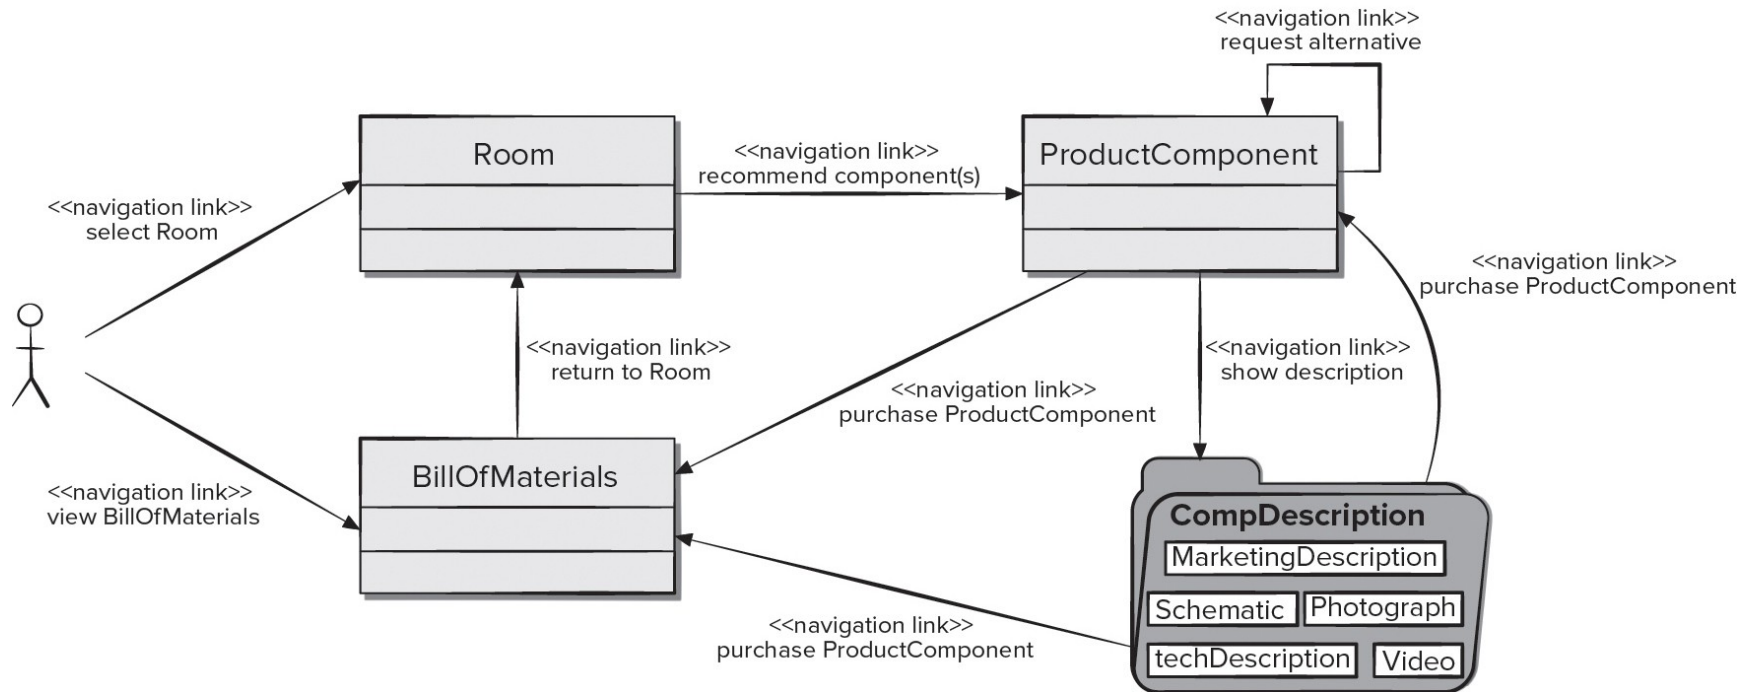 <<navigation link>>
request alternative
Room
<<navigation link>>
recommend component(s)
ProductComponent
<<navigation link>>
select Room
<<navigation link>>
purchase ProductComponent
<<navigation link>>
return to Room
<<navigation link>>
show description
<<navigation link>>
purchase ProductComponent
BillOfMaterials
<<navigation link>>
view BillOfMaterials
CompDescription
MarketingDescription
Schematic
Photograph
techDescription
Video
<<navigation link>>
purchase ProductComponent